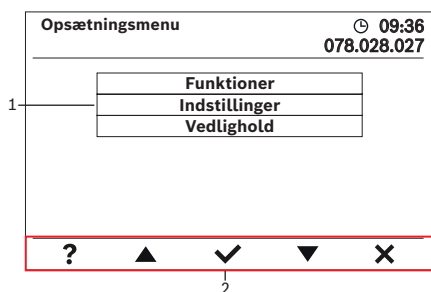 Opsætningsmenu
09:36
078.028.027
Funktioner
1
Indstillinger
Vedlighold
?
2